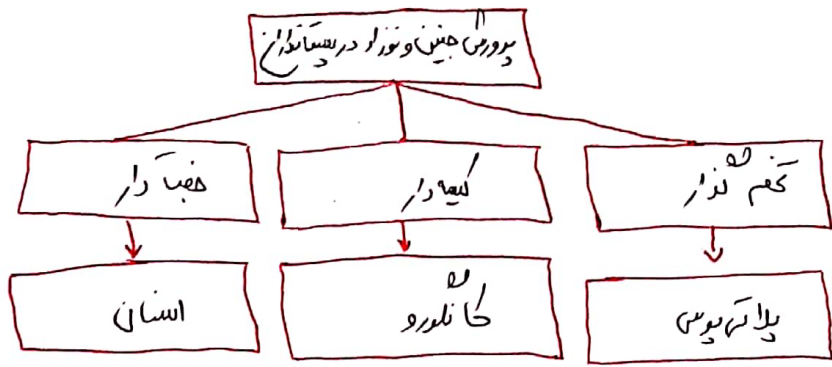 پرورش جنین و نوزاد در پستانداران
تخم گذار
کیسه دار
جفت دار
پلاتی پوس
کانگورو
انسان